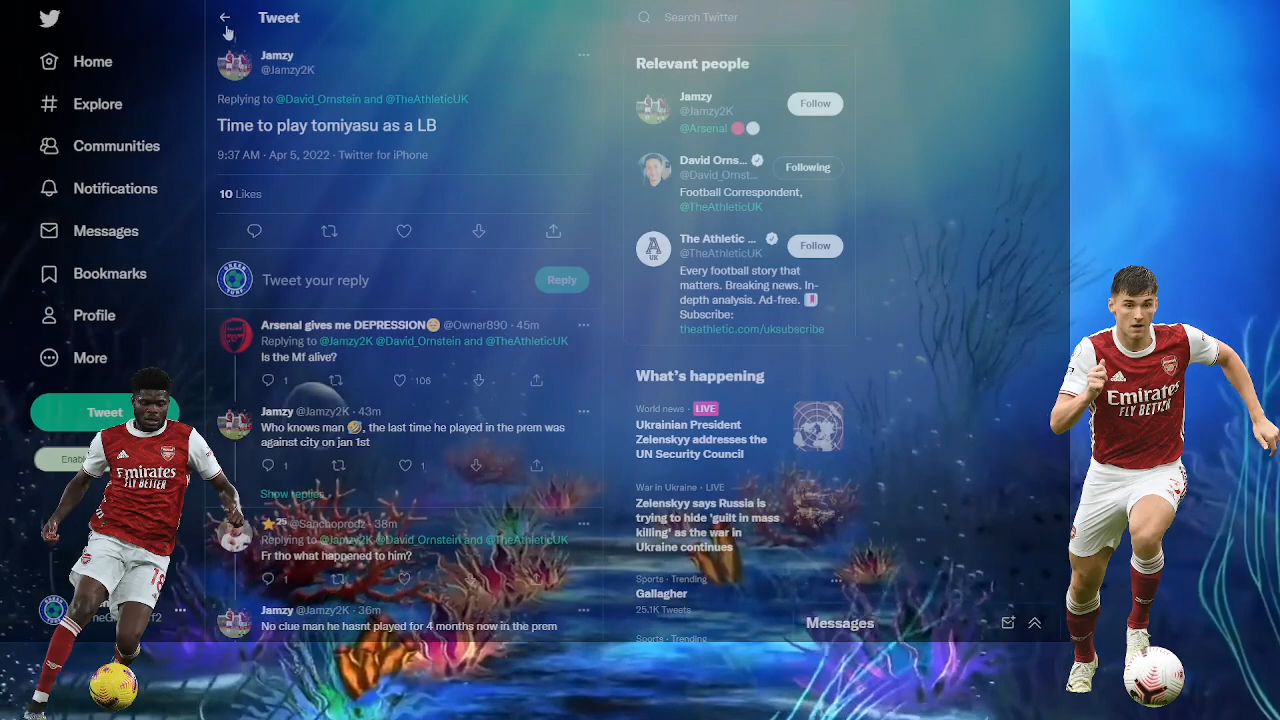 Home
Explore
Communities
Notifications
Messages
Bookmarks
Profile
More
Tweet
Tweet
Jamzy
@Jamzy2K
Replying to @David_Ornstein and @TheAthleticUK
Time to play tomiyasu as a LB
9:37 AM · Apr 5, 2022 · Twitter for iPhone
10 Likes
Tweet your reply
Reply
Arsenal gives me DEPRESSION @Owner890 · 45m
Replying to @Jamzy2K @David_Ornstein and @TheAthleticUK
Is the Mf alive?
1 106
Jamzy @Jamzy2K · 43m
Who knows man 🤣, the last time he played in the prem was
against city on jan 1st
1 1
Show replies
⭐25 @Sanchoprodz · 38m
Replying to @Jamzy2K @David_Ornstein and @TheAthleticUK
Fr tho what happened to him?
1
Jamzy @Jamzy2K · 36m
No clue man he hasnt played for 4 months now in the prem
Search Twitter
Relevant people
Jamzy
@Jamzy2K
Follow
@Arsenal 🔴⚪
David Orns...
@David_Ornst...
Following
Football Correspondent,
@TheAthleticUK
A
UK
The Athletic ...
@TheAthleticUK
Follow
Every football story that
matters. Breaking news. In-
depth analysis. Ad-free.
Subscribe:
theathletic.com/uksubscribe
What's happening
World news · LIVE
Ukrainian President
Zelenskyy addresses the
UN Security Council
War in Ukraine · LIVE
Zelenskyy says Russia is
trying to hide 'guilt in mass
killing' as the war in
Ukraine continues
Sports · Trending
Gallagher
25.1K Tweets
Sports · Trending
Messages
Emirates
FLY BETTER
18
Emirates
FLY BETTER